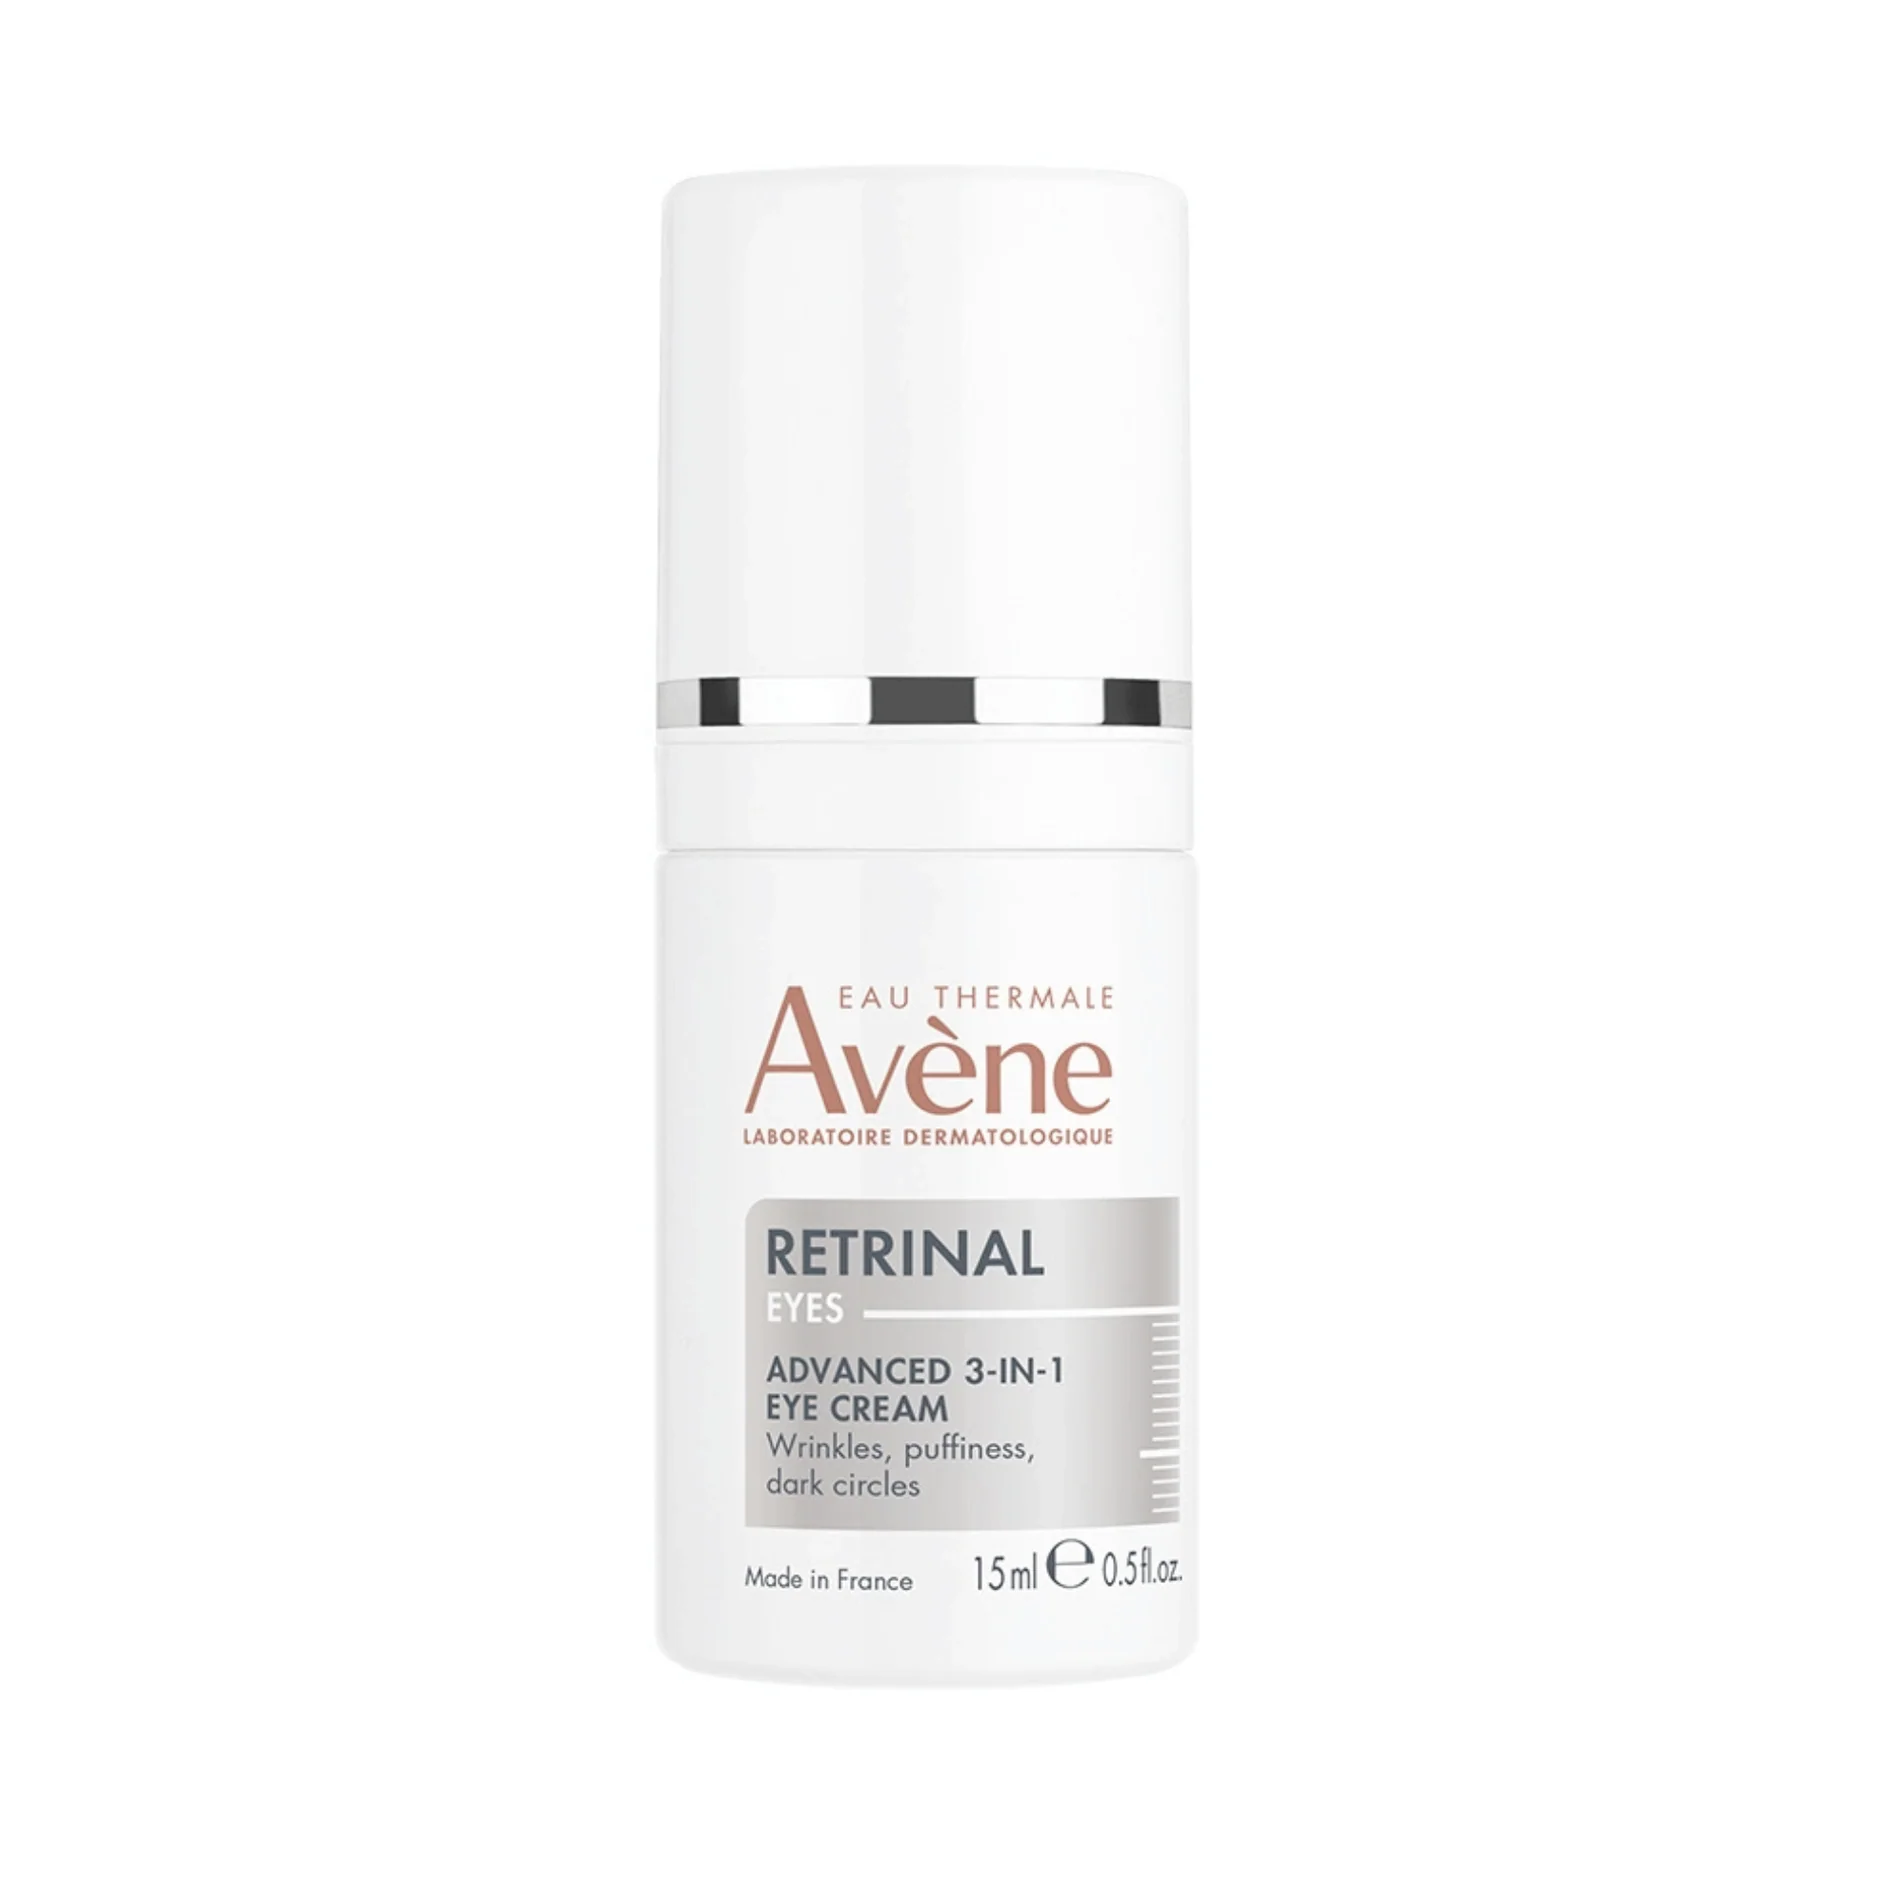 EAU THERMALE
Avène
LABORATOIRE DERMATOLOGIQUE
RETRINAL
EYES
ADVANCED 3-IN-1
EYE CREAM
Wrinkles, puffiness,
dark circles
Made in France 15ml ℮ 0.5fl.oz.